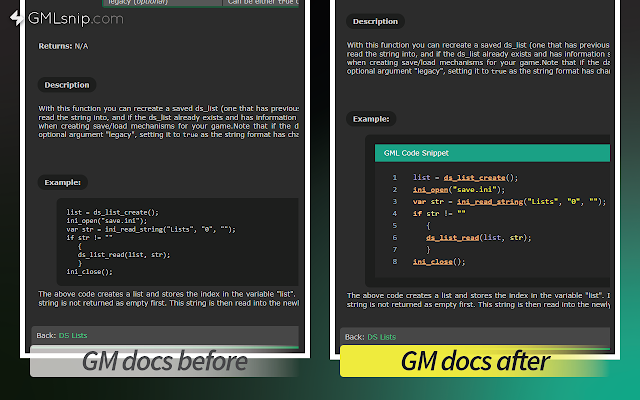 GMLsnip.com
legacy (optional)
Can be either true
Returns: N/A
Description
With this function you can recreate a saved ds_list (one that has previous
read the string into, and if the ds_list already exists and has information s
when creating save/load mechanisms for your game.Note that if the da
optional argument "legacy", setting it to true as the string format has chan
Example:
list = ds_list_create();
ini_open("save.ini");
var str = ini_read_string("Lists", "0", "");
if str != ""
{
ds_list_read(list, str);
}
ini_close();
The above code creates a list and stores the index in the variable "list".
string is not returned as empty first. This string is then read into the newl
Back: DS Lists
GM docs before
Description
With this function you can recreate a saved ds_list (one that has previous
read the string into, and if the ds_list already exists and has information s
when creating save/load mechanisms for your game.Note that if the da
optional argument "legacy", setting it to true as the string format has chan
Example:
GML Code Snippet
1 list = ds_list_create();
2 ini_open("save.ini");
3 var str = ini_read_string("Lists", "0", "");
4 if str != ""
5 {
6 ds_list_read(list, str);
7 }
8 ini_close();
The above code creates a list and stores the index in the variable "list". I
string is not returned as empty first. This string is then read into the newly
Back: DS Lists
GM docs after